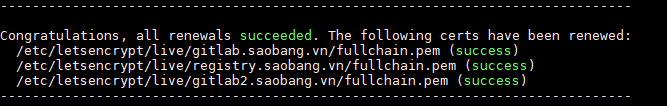 - - - - - - - - - - - - - - - - - - - - - - - - - - - - - - - - - - - - - - - -
Congratulations, all renewals succeeded. The following certs have been renewed:
/etc/letsencrypt/live/gitlab.saobang.vn/fullchain.pem (success)
/etc/letsencrypt/live/registry.saobang.vn/fullchain.pem (success)
/etc/letsencrypt/live/gitlab2.saobang.vn/fullchain.pem (success)
- - - - - - - - - - - - - - - - - - - - - - - - - - - - - - - - - - - - - - - -